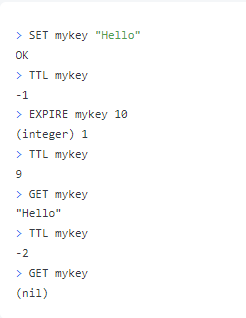 > SET mykey "Hello"
OK
> TTL mykey
-1
> EXPIRE mykey 10
(integer) 1
> TTL mykey
9
> GET mykey
"Hello"
> TTL mykey
-2
> GET mykey
(nil)